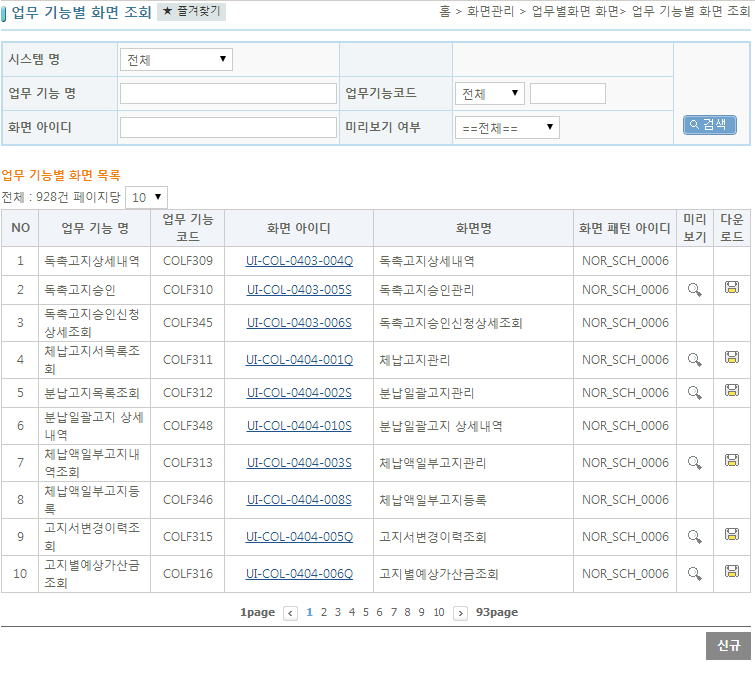 업무 기능별 화면 조회 ★ 즐겨찾기
홈 > 화면관리 > 업무별화면 화면> 업무 기능별 화면 조회
시스템 명 전체
업무 기능 명 업무기능코드 전체
화면 아이디 미리보기 여부 ==전체== 검색
업무 기능별 화면 목록
전체 : 928건 페이지당 10
NO 업무 기능 명 업무 기능 코드 화면 아이디 화면명 화면 패턴 아이디 미리보기 다운로드
1 독촉고지상세내역 COLF309 UI-COL-0403-004Q 독촉고지상세내역 NOR_SCH_0006
2 독촉고지승인 COLF310 UI-COL-0403-005S 독촉고지승인관리 NOR_SCH_0006
3 독촉고지승인신청상세조회 COLF345 UI-COL-0403-006S 독촉고지승인신청상세조회 NOR_SCH_0006
4 체납고지서목록조회 COLF311 UI-COL-0404-001Q 체납고지관리 NOR_SCH_0006
5 분납고지목록조회 COLF312 UI-COL-0404-002S 분납일괄고지관리 NOR_SCH_0006
6 분납일괄고지 상세내역 COLF348 UI-COL-0404-010S 분납일괄고지 상세내역 NOR_SCH_0006
7 체납액일부고지내역조회 COLF313 UI-COL-0404-003S 체납액일부고지관리 NOR_SCH_0006
8 체납액일부고지등록 COLF346 UI-COL-0404-008S 체납액일부고지등록 NOR_SCH_0006
9 고지서변경이력조회 COLF315 UI-COL-0404-005Q 고지서변경이력조회 NOR_SCH_0006
10 고지별예상가산금조회 COLF316 UI-COL-0404-006Q 고지별예상가산금조회 NOR_SCH_0006
1page < 1 2 3 4 5 6 7 8 9 10 > 93page
신규